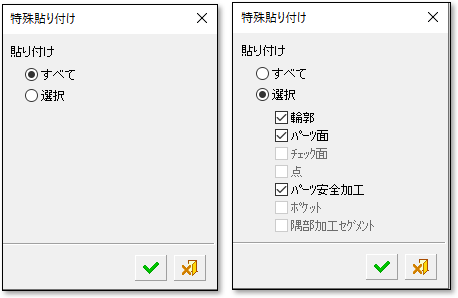 特殊貼り付け
貼り付け
すべて
選択
特殊貼り付け
貼り付け
すべて
選択
輪郭
パーツ面
チェック面
点
パーツ安全加工
ポケット
隅部加工セグメント